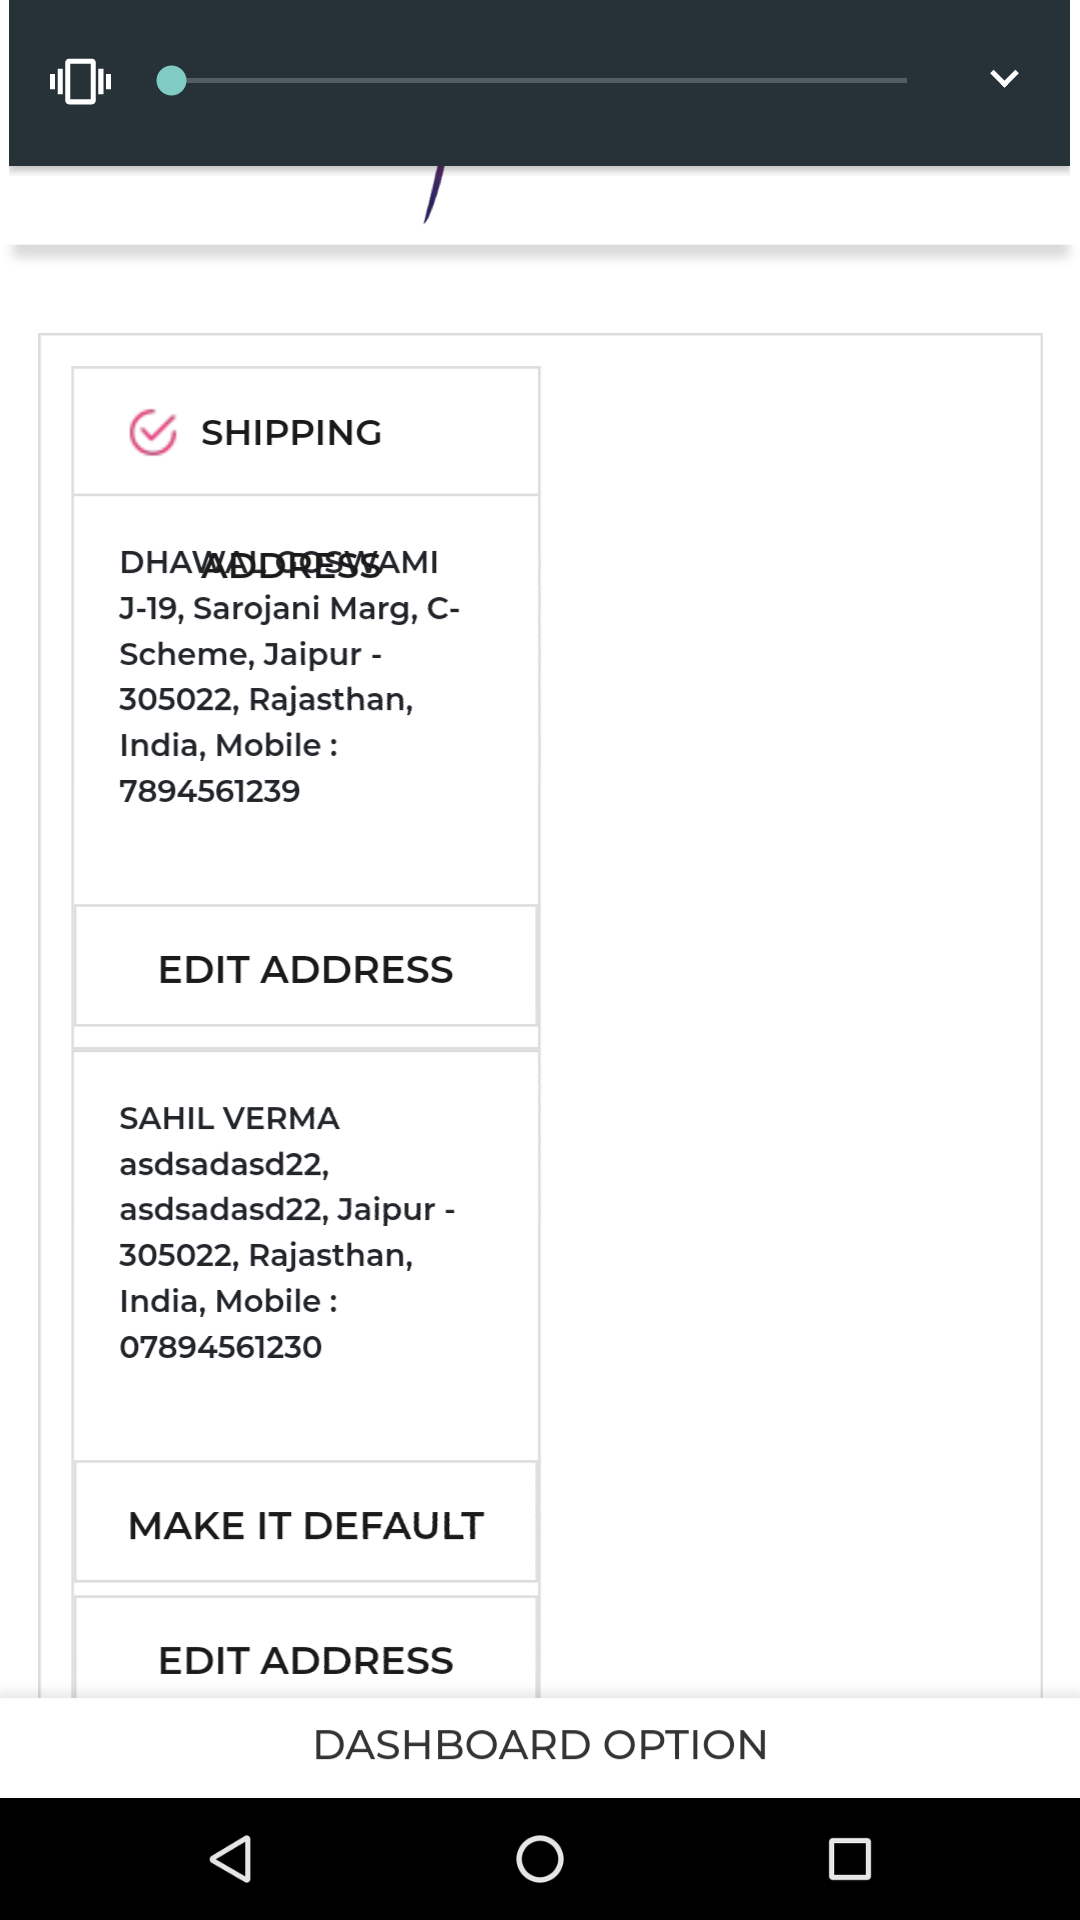 SHIPPING
ADDRESS
DHAWAL GOSWAMI
J-19, Sarojani Marg, C-
Scheme, Jaipur -
305022, Rajasthan,
India, Mobile :
7894561239
EDIT ADDRESS
SAHIL VERMA
asdsadasd22,
asdsadasd22, Jaipur -
305022, Rajasthan,
India, Mobile :
07894561230
MAKE IT DEFAULT
EDIT ADDRESS
DASHBOARD OPTION